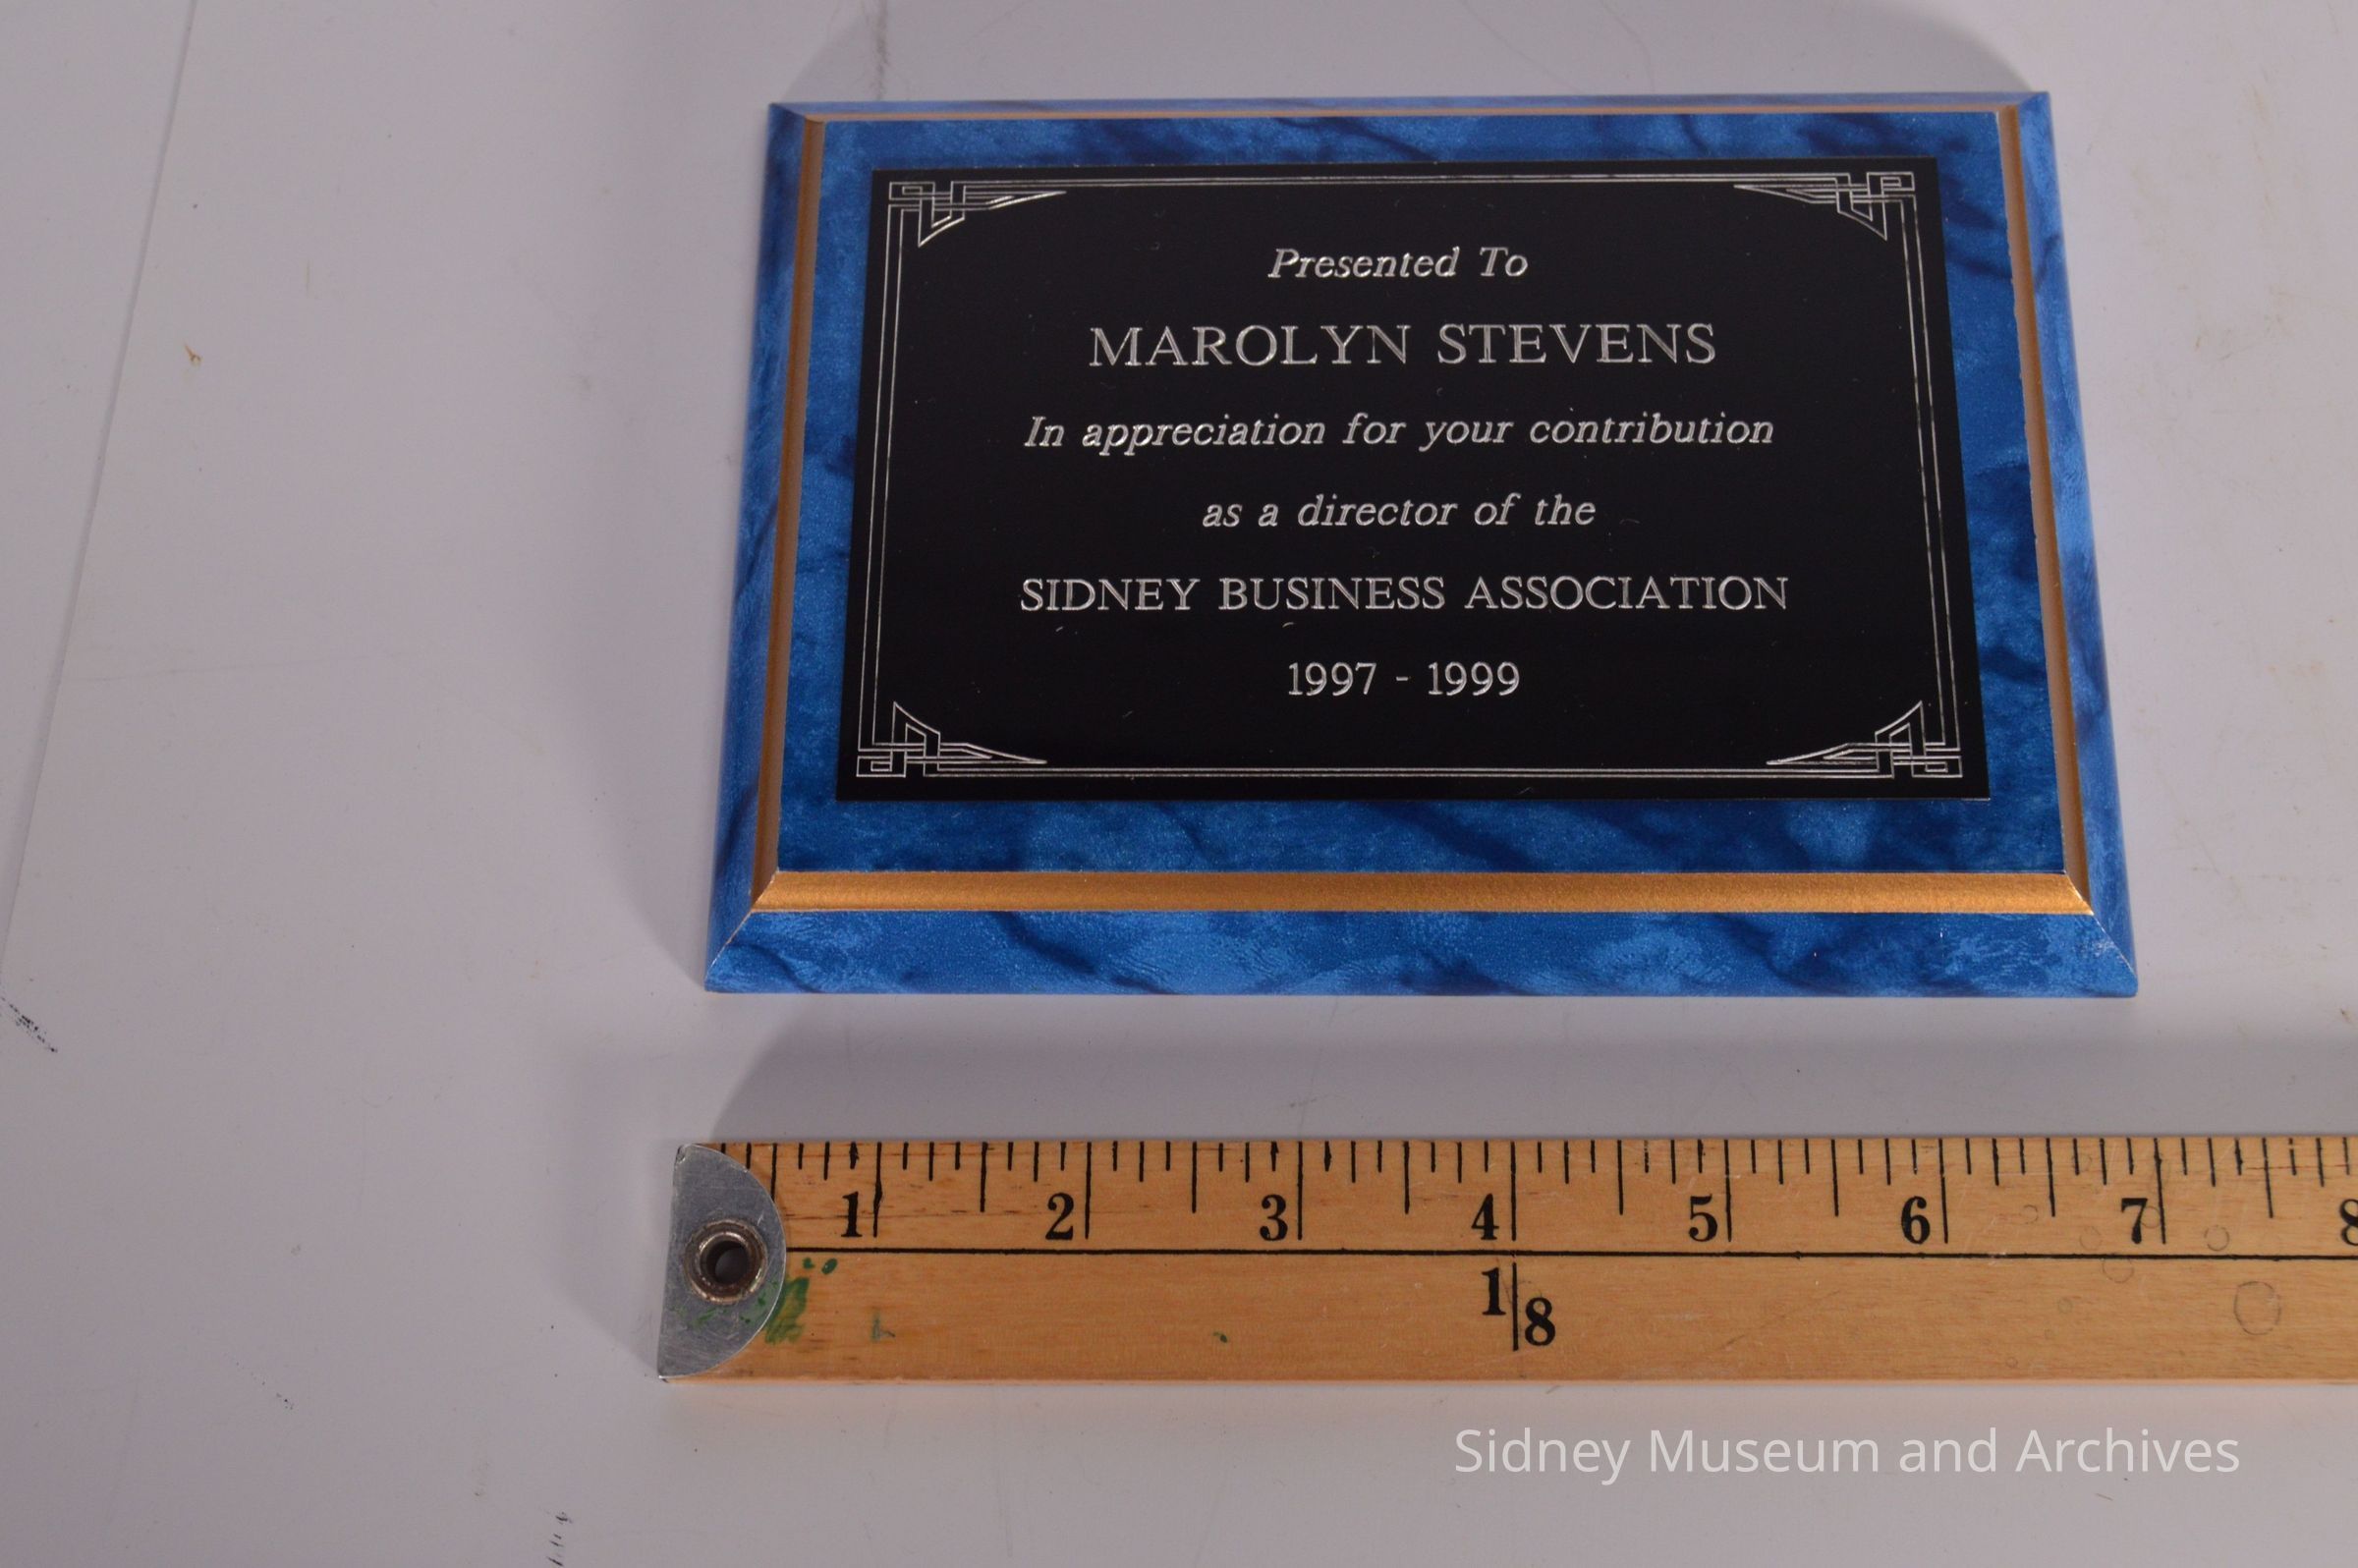 Presented To
MAROLYN STEVENS
In appreciation for your contribution
as a director of the
SIDNEY BUSINESS ASSOCIATION
1997 - 1999
1 2 3 4 5 6 7 8
1 8
Sidney Museum and Archives